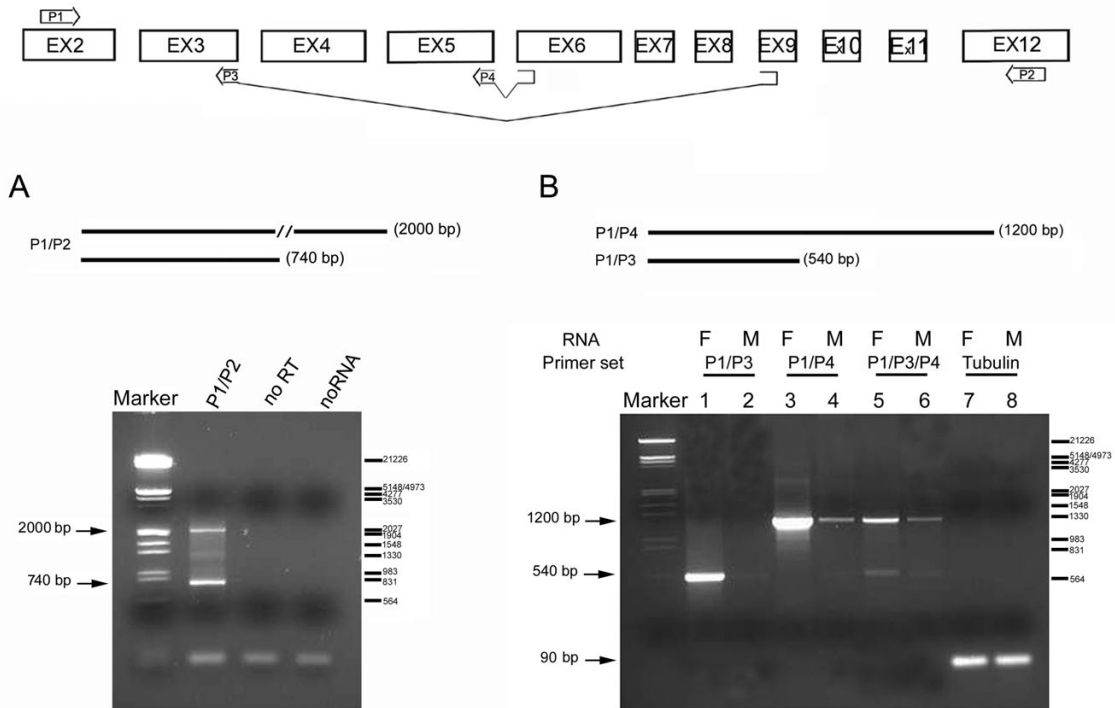 P1
EX2 EX3 EX4 EX5 EX6 EX7 EX8 EX9 Ex10 Ex11 EX12
P3 P4 P2
A
P1/P2
(2000 bp)
(740 bp)
Marker P1/P2 no RT noRNA
2000 bp
740 bp
21226
5148/4973
4277
3530
2027
1904
1548
1330
983
831
564
B
P1/P4 (1200 bp)
P1/P3 (540 bp)
RNA F M F M F M F M
Primer set P1/P3 P1/P4 P1/P3/P4 Tubulin
Marker 1 2 3 4 5 6 7 8
1200 bp
540 bp
90 bp
21226
5148/4973
4277
3530
2027
1904
1548
1330
983
831
564